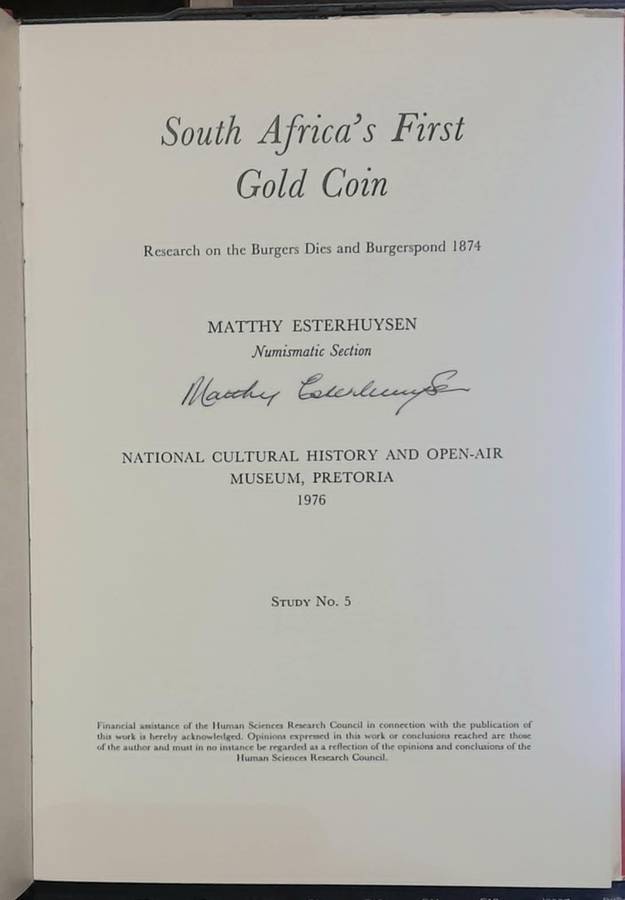 South Africa's First
Gold Coin
Research on the Burgers Dies and Burgerspond 1874
MATTHY ESTERHUYSEN
Numismatic Section
Matthy Esterhuysen
NATIONAL CULTURAL HISTORY AND OPEN-AIR
MUSEUM, PRETORIA
1976
STUDY No. 5
Financial assistance of the Human Sciences Research Council in connection with the publication of
this work is hereby acknowledged. Opinions expressed in this work or conclusions reached are those
of the author and must in no instance be regarded as a reflection of the opinions and conclusions of the
Human Sciences Research Council.